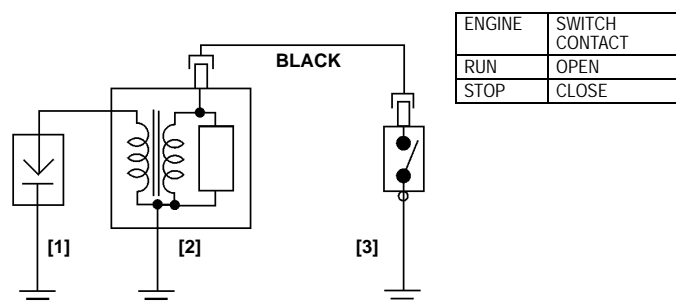 BLACK
ENGINE SWITCH CONTACT
RUN OPEN
STOP CLOSE
[1] [2] [3]